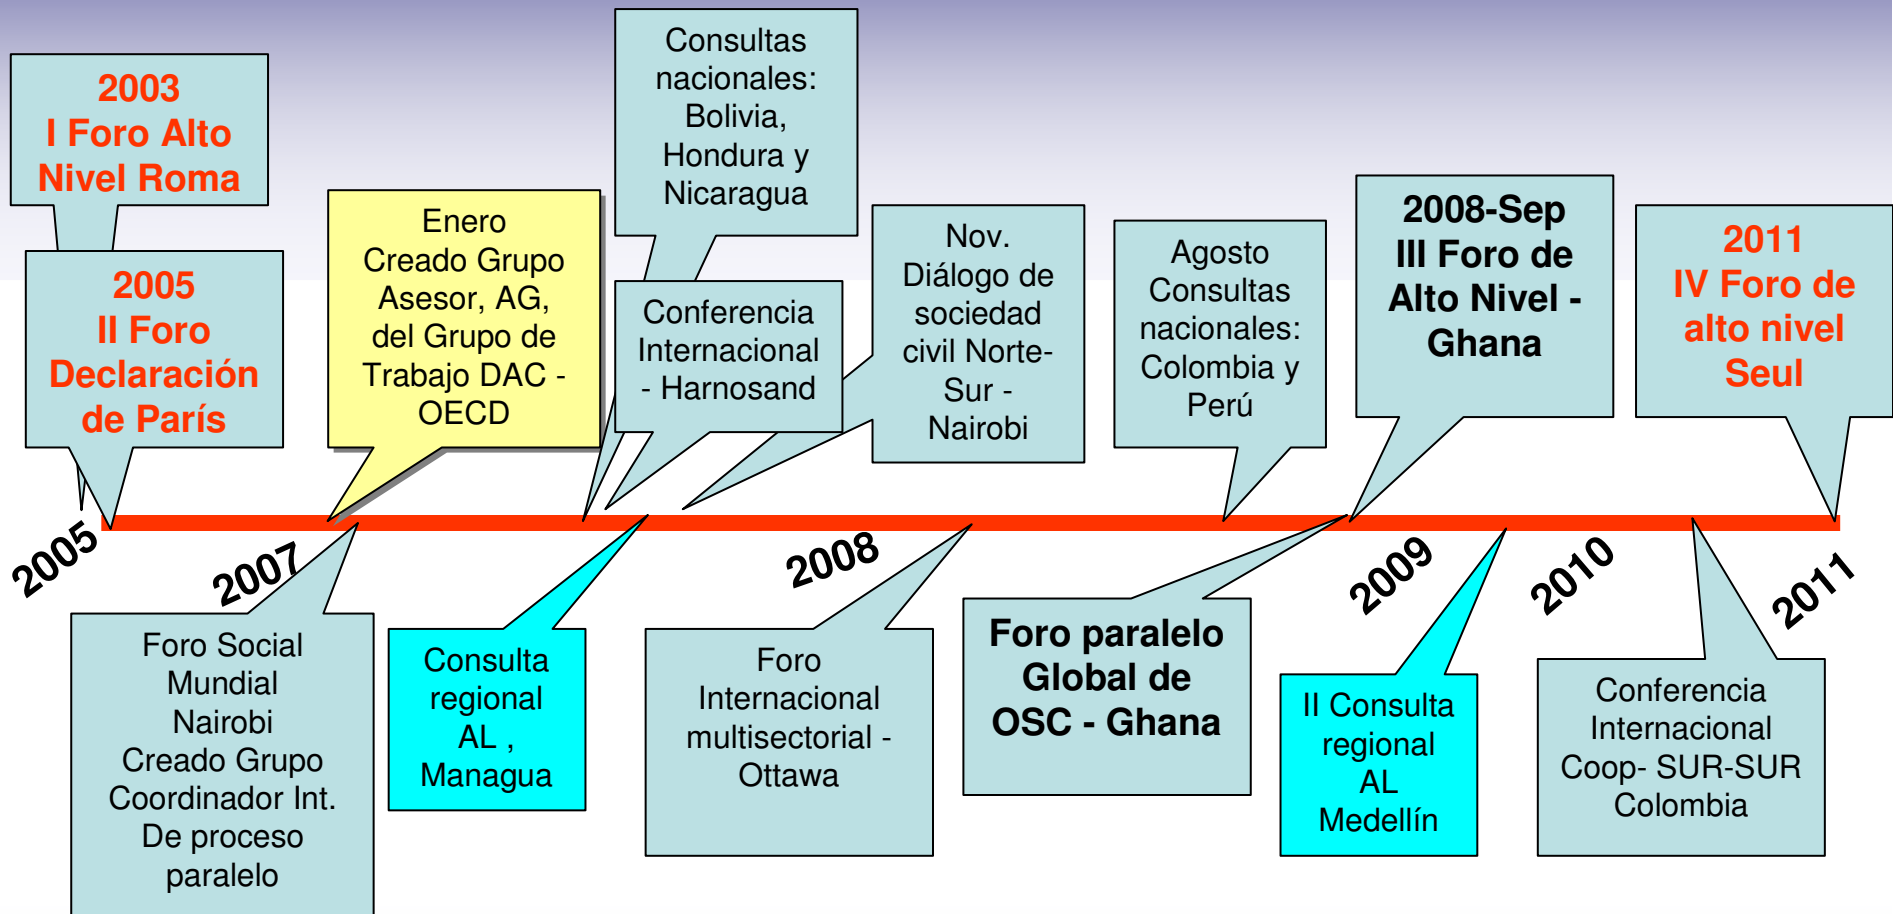 2003
I Foro Alto
Nivel Roma
2005
II Foro
Declaración
de París
Enero
Creado Grupo
Asesor, AG,
del Grupo de
Trabajo DAC -
OECD
Consultas
nacionales:
Bolivia,
Hondura y
Nicaragua
Conferencia
Internacional
- Harnosand
Nov.
Diálogo de
sociedad
civil Norte-
Sur -
Nairobi
Agosto
Consultas
nacionales:
Colombia y
Perú
2008-Sep
III Foro de
Alto Nivel -
Ghana
2011
IV Foro de
alto nivel
Seul
2005
2007
2008
2009
2010
2011
Foro Social
Mundial
Nairobi
Creado Grupo
Coordinador Int.
De proceso
paralelo
Consulta
regional
AL ,
Managua
Foro
Internacional
multisectorial -
Ottawa
Foro paralelo
Global de
OSC - Ghana
II Consulta
regional
AL
Medellín
Conferencia
Internacional
Coop- SUR-SUR
Colombia